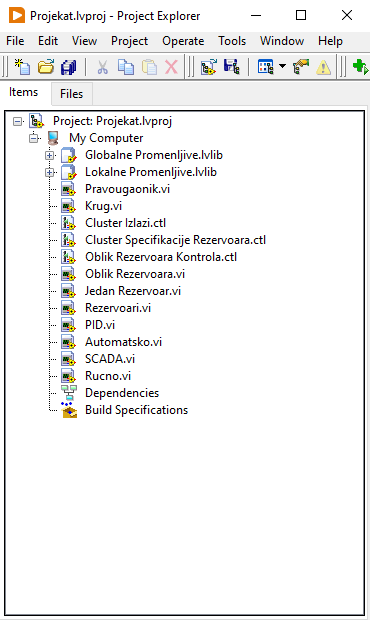 Projekat.lvproj - Project Explorer
File Edit View Project Operate Tools Window Help
Items Files
Project: Projekat.lvproj
My Computer
Globalne Promenljive.lvlib
Lokalne Promenljive.lvlib
Pravougaonik.vi
Krug.vi
Cluster Izlazi.ctl
Cluster Specifikacije Rezervoara.ctl
Oblik Rezervoara Kontrola.ctl
Oblik Rezervoara.vi
Jedan Rezervoar.vi
Rezervoari.vi
PID.vi
Automatsko.vi
SCADA.vi
Rucno.vi
Dependencies
Build Specifications